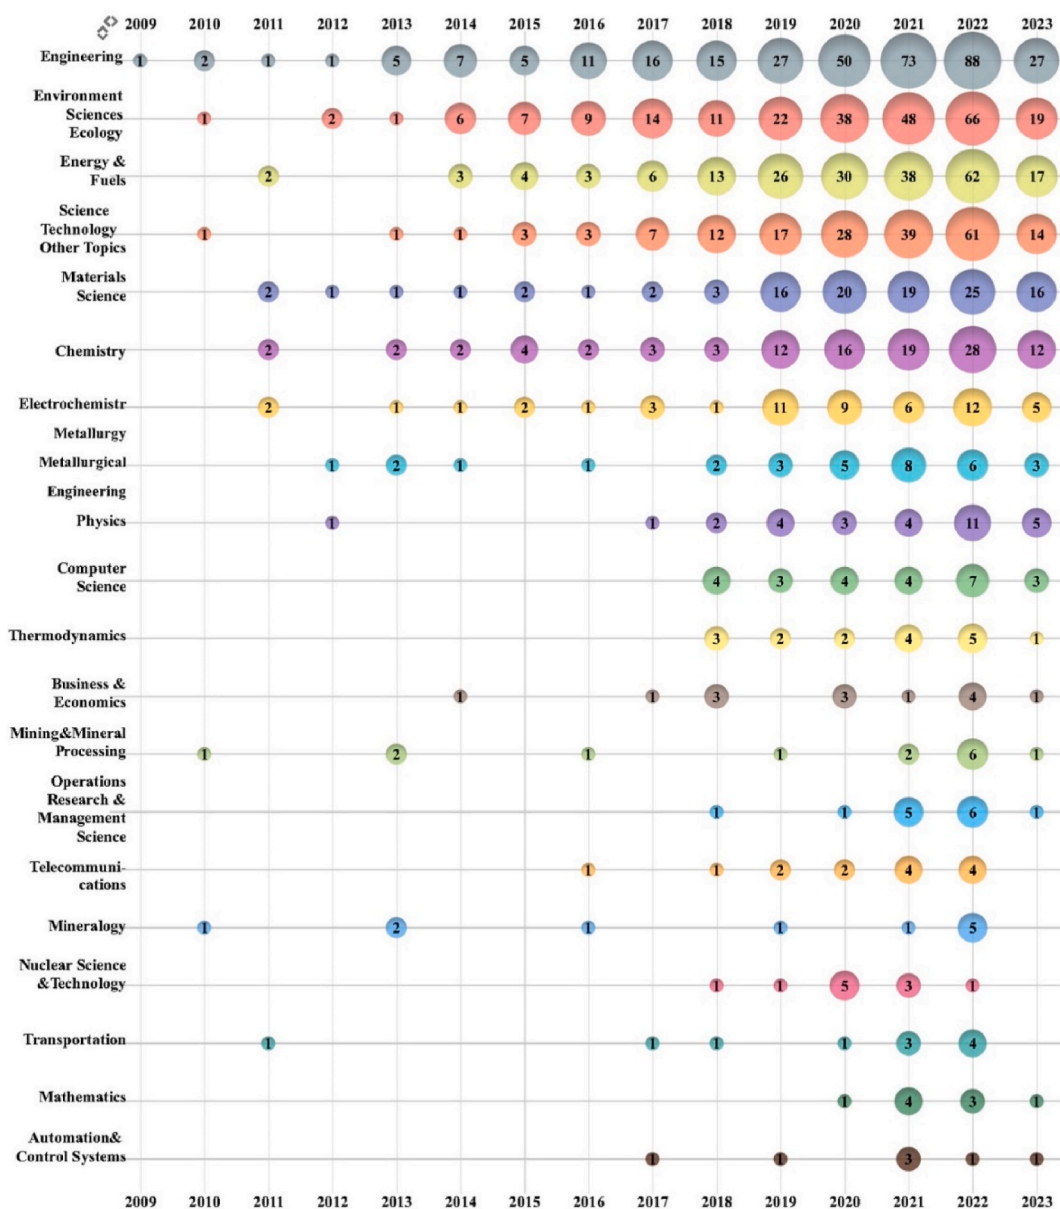 2009 2010 2011 2012 2013 2014 2015 2016 2017 2018 2019 2020 2021 2022 2023
Engineering 1 2 1 1 5 7 5 11 16 15 27 50 73 88 27
Environment
Sciences 1 2 1 6 7 9 14 11 22 38 48 66 19
Ecology
Energy &
Fuels 2 3 4 3 6 13 26 30 38 62 17
Science
Technology 1 1 1 3 3 7 12 17 28 39 61 14
Other Topics
Materials
Science 2 1 1 1 2 1 2 3 16 20 19 25 16
Chemistry 2 2 2 4 2 3 3 12 16 19 28 12
Electrochemistr 2 1 1 2 1 3 1 11 9 6 12 5
Metallurgy
Metallurgical 1 2 1 1 2 3 5 8 6 3
Engineering
Physics 1 1 2 4 3 4 11 5
Computer
Science 4 3 4 4 7 3
Thermodynamics 3 2 2 4 5 1
Business &
Economics 1 1 3 3 1 4 1
Mining&Mineral
Processing 1 2 1 1 2 6 1
Operations
Research &
Management 1 1 5 6 1
Science
Telecommuni-
cations 1 1 2 2 4 4
Mineralogy 1 2 1 1 1 5
Nuclear Science
&Technology 1 1 5 3 1
Transportation 1 1 1 1 3 4
Mathematics 1 4 3 1
Automation&
Control Systems 1 1 3 1 1
2009 2010 2011 2012 2013 2014 2015 2016 2017 2018 2019 2020 2021 2022 2023